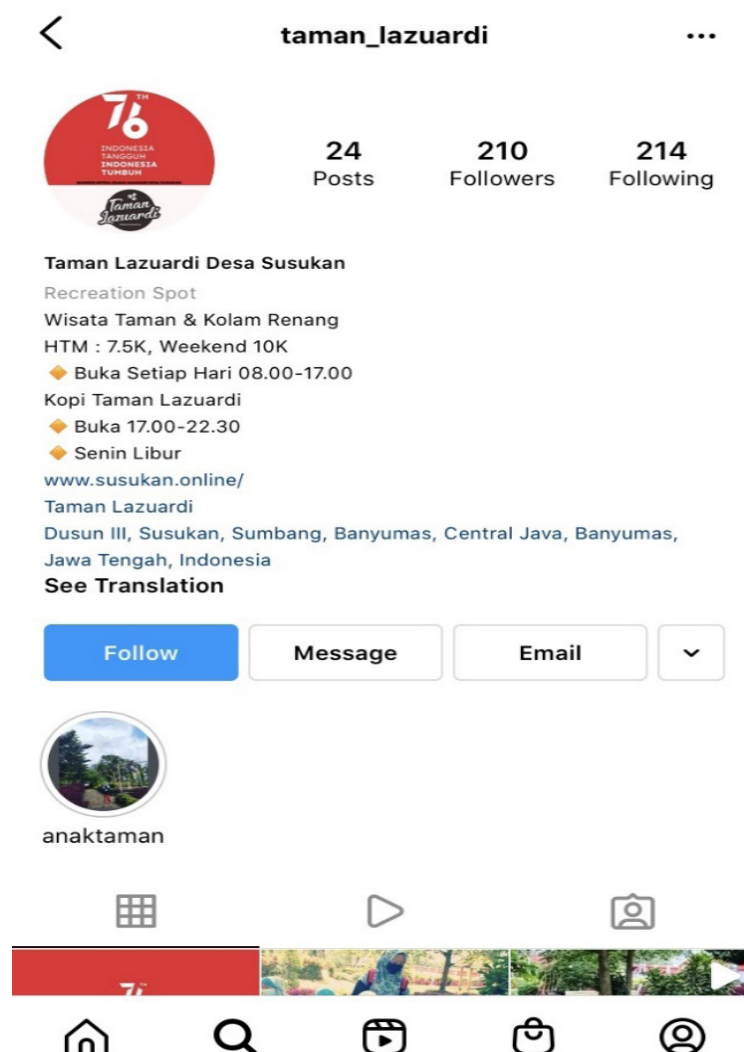 taman_lazuardi
76 TH
INDONESIA
TANGGUH
INDONESIA
TUMBUH
Taman
Lazuardi
24
Posts
210
Followers
214
Following
Taman Lazuardi Desa Susukan
Recreation Spot
Wisata Taman & Kolam Renang
HTM : 7.5K, Weekend 10K
🔸 Buka Setiap Hari 08.00-17.00
Kopi Taman Lazuardi
🔸 Buka 17.00-22.30
🔸 Senin Libur
www.susukan.online/
Taman Lazuardi
Dusun III, Susukan, Sumbang, Banyumas, Central Java, Banyumas,
Jawa Tengah, Indonesia
See Translation
Follow
Message
Email
anaktaman